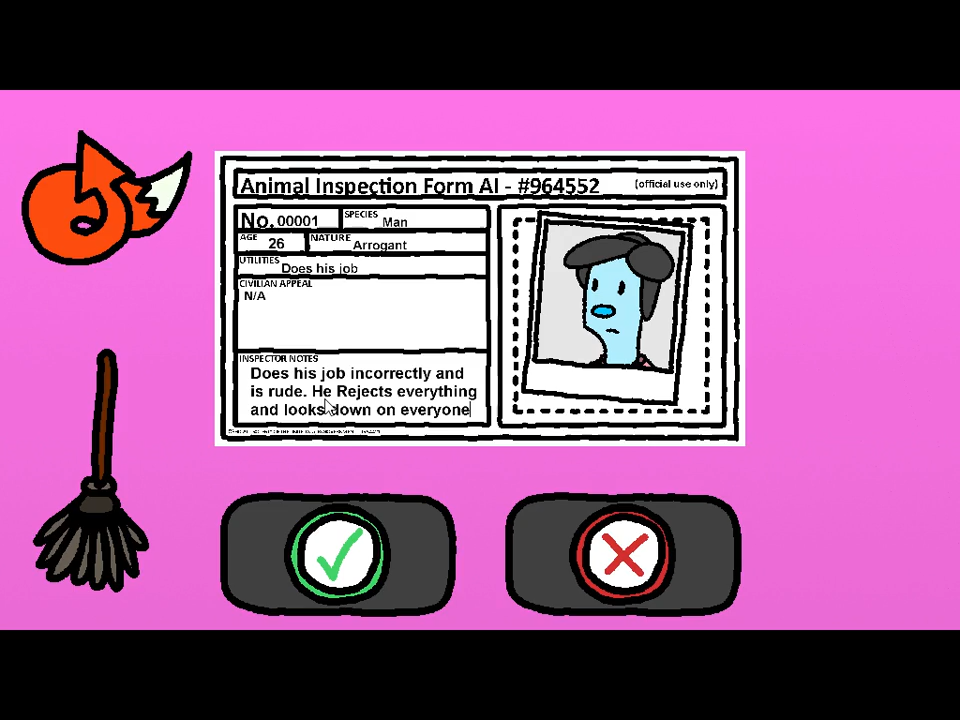 Animal Inspection Form AI - #964552 (official use only)
No. 00001 SPECIES Man
AGE 26 NATURE Arrogant
UTILITIES Does his job
CIVILIAN APPEAL
N/A
INSPECTOR NOTES
Does his job incorrectly and
is rude. He Rejects everything
and looks down on everyone